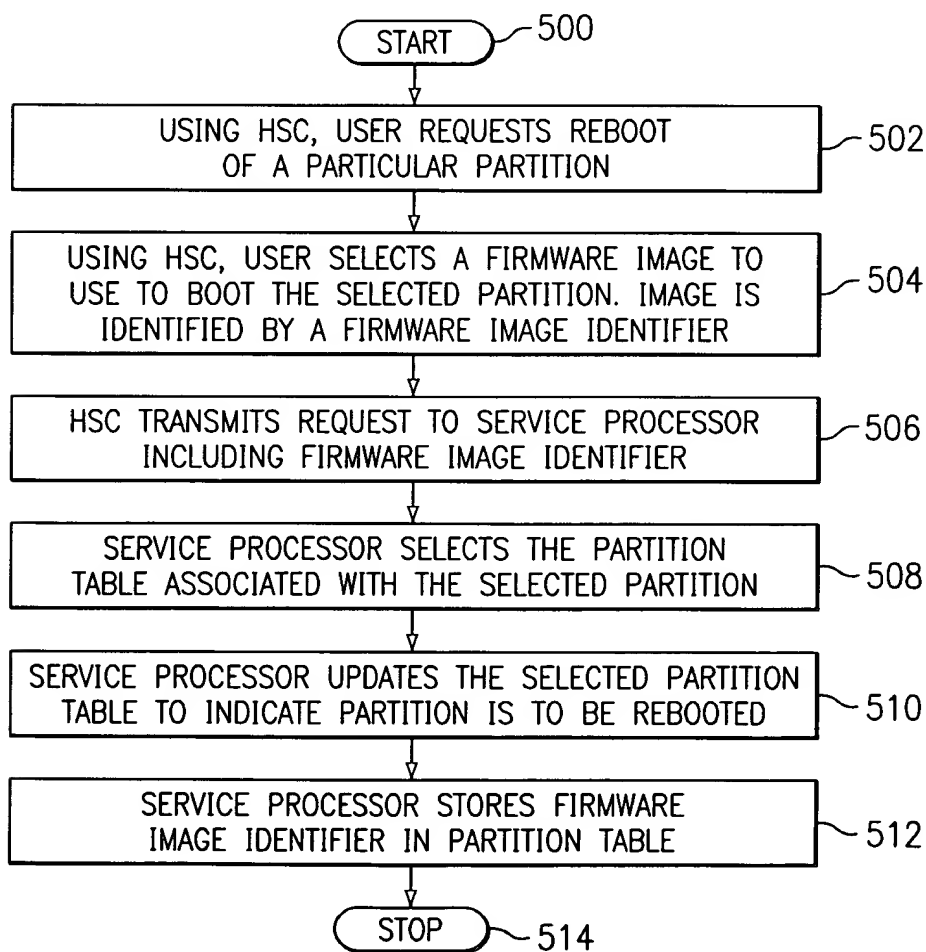 START
500
USING HSC, USER REQUESTS REBOOT
OF A PARTICULAR PARTITION
502
USING HSC, USER SELECTS A FIRMWARE IMAGE TO
USE TO BOOT THE SELECTED PARTITION. IMAGE IS
IDENTIFIED BY A FIRMWARE IMAGE IDENTIFIER
504
HSC TRANSMITS REQUEST TO SERVICE PROCESSOR
INCLUDING FIRMWARE IMAGE IDENTIFIER
506
SERVICE PROCESSOR SELECTS THE PARTITION
TABLE ASSOCIATED WITH THE SELECTED PARTITION
508
SERVICE PROCESSOR UPDATES THE SELECTED PARTITION
TABLE TO INDICATE PARTITION IS TO BE REBOOTED
510
SERVICE PROCESSOR STORES FIRMWARE
IMAGE IDENTIFIER IN PARTITION TABLE
512
STOP
514